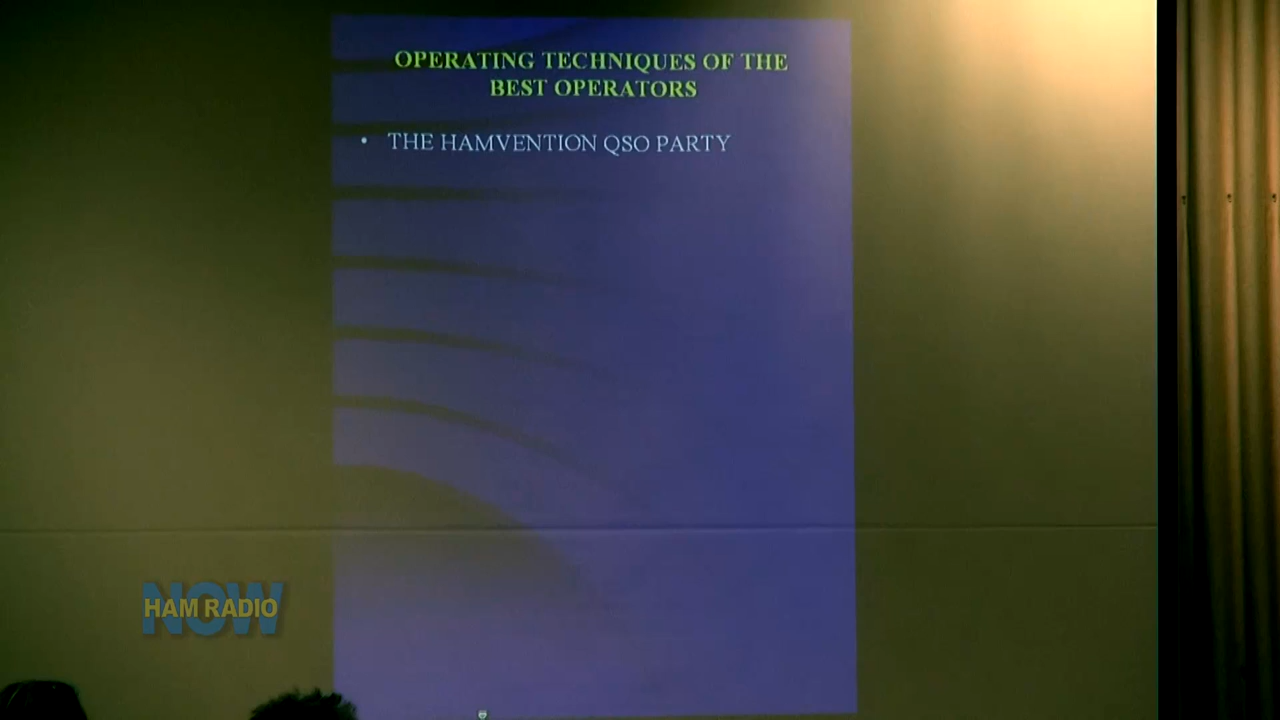 OPERATING TECHNIQUES OF THE
BEST OPERATORS
• THE HAMVENTION QSO PARTY
NOW
HAM RADIO